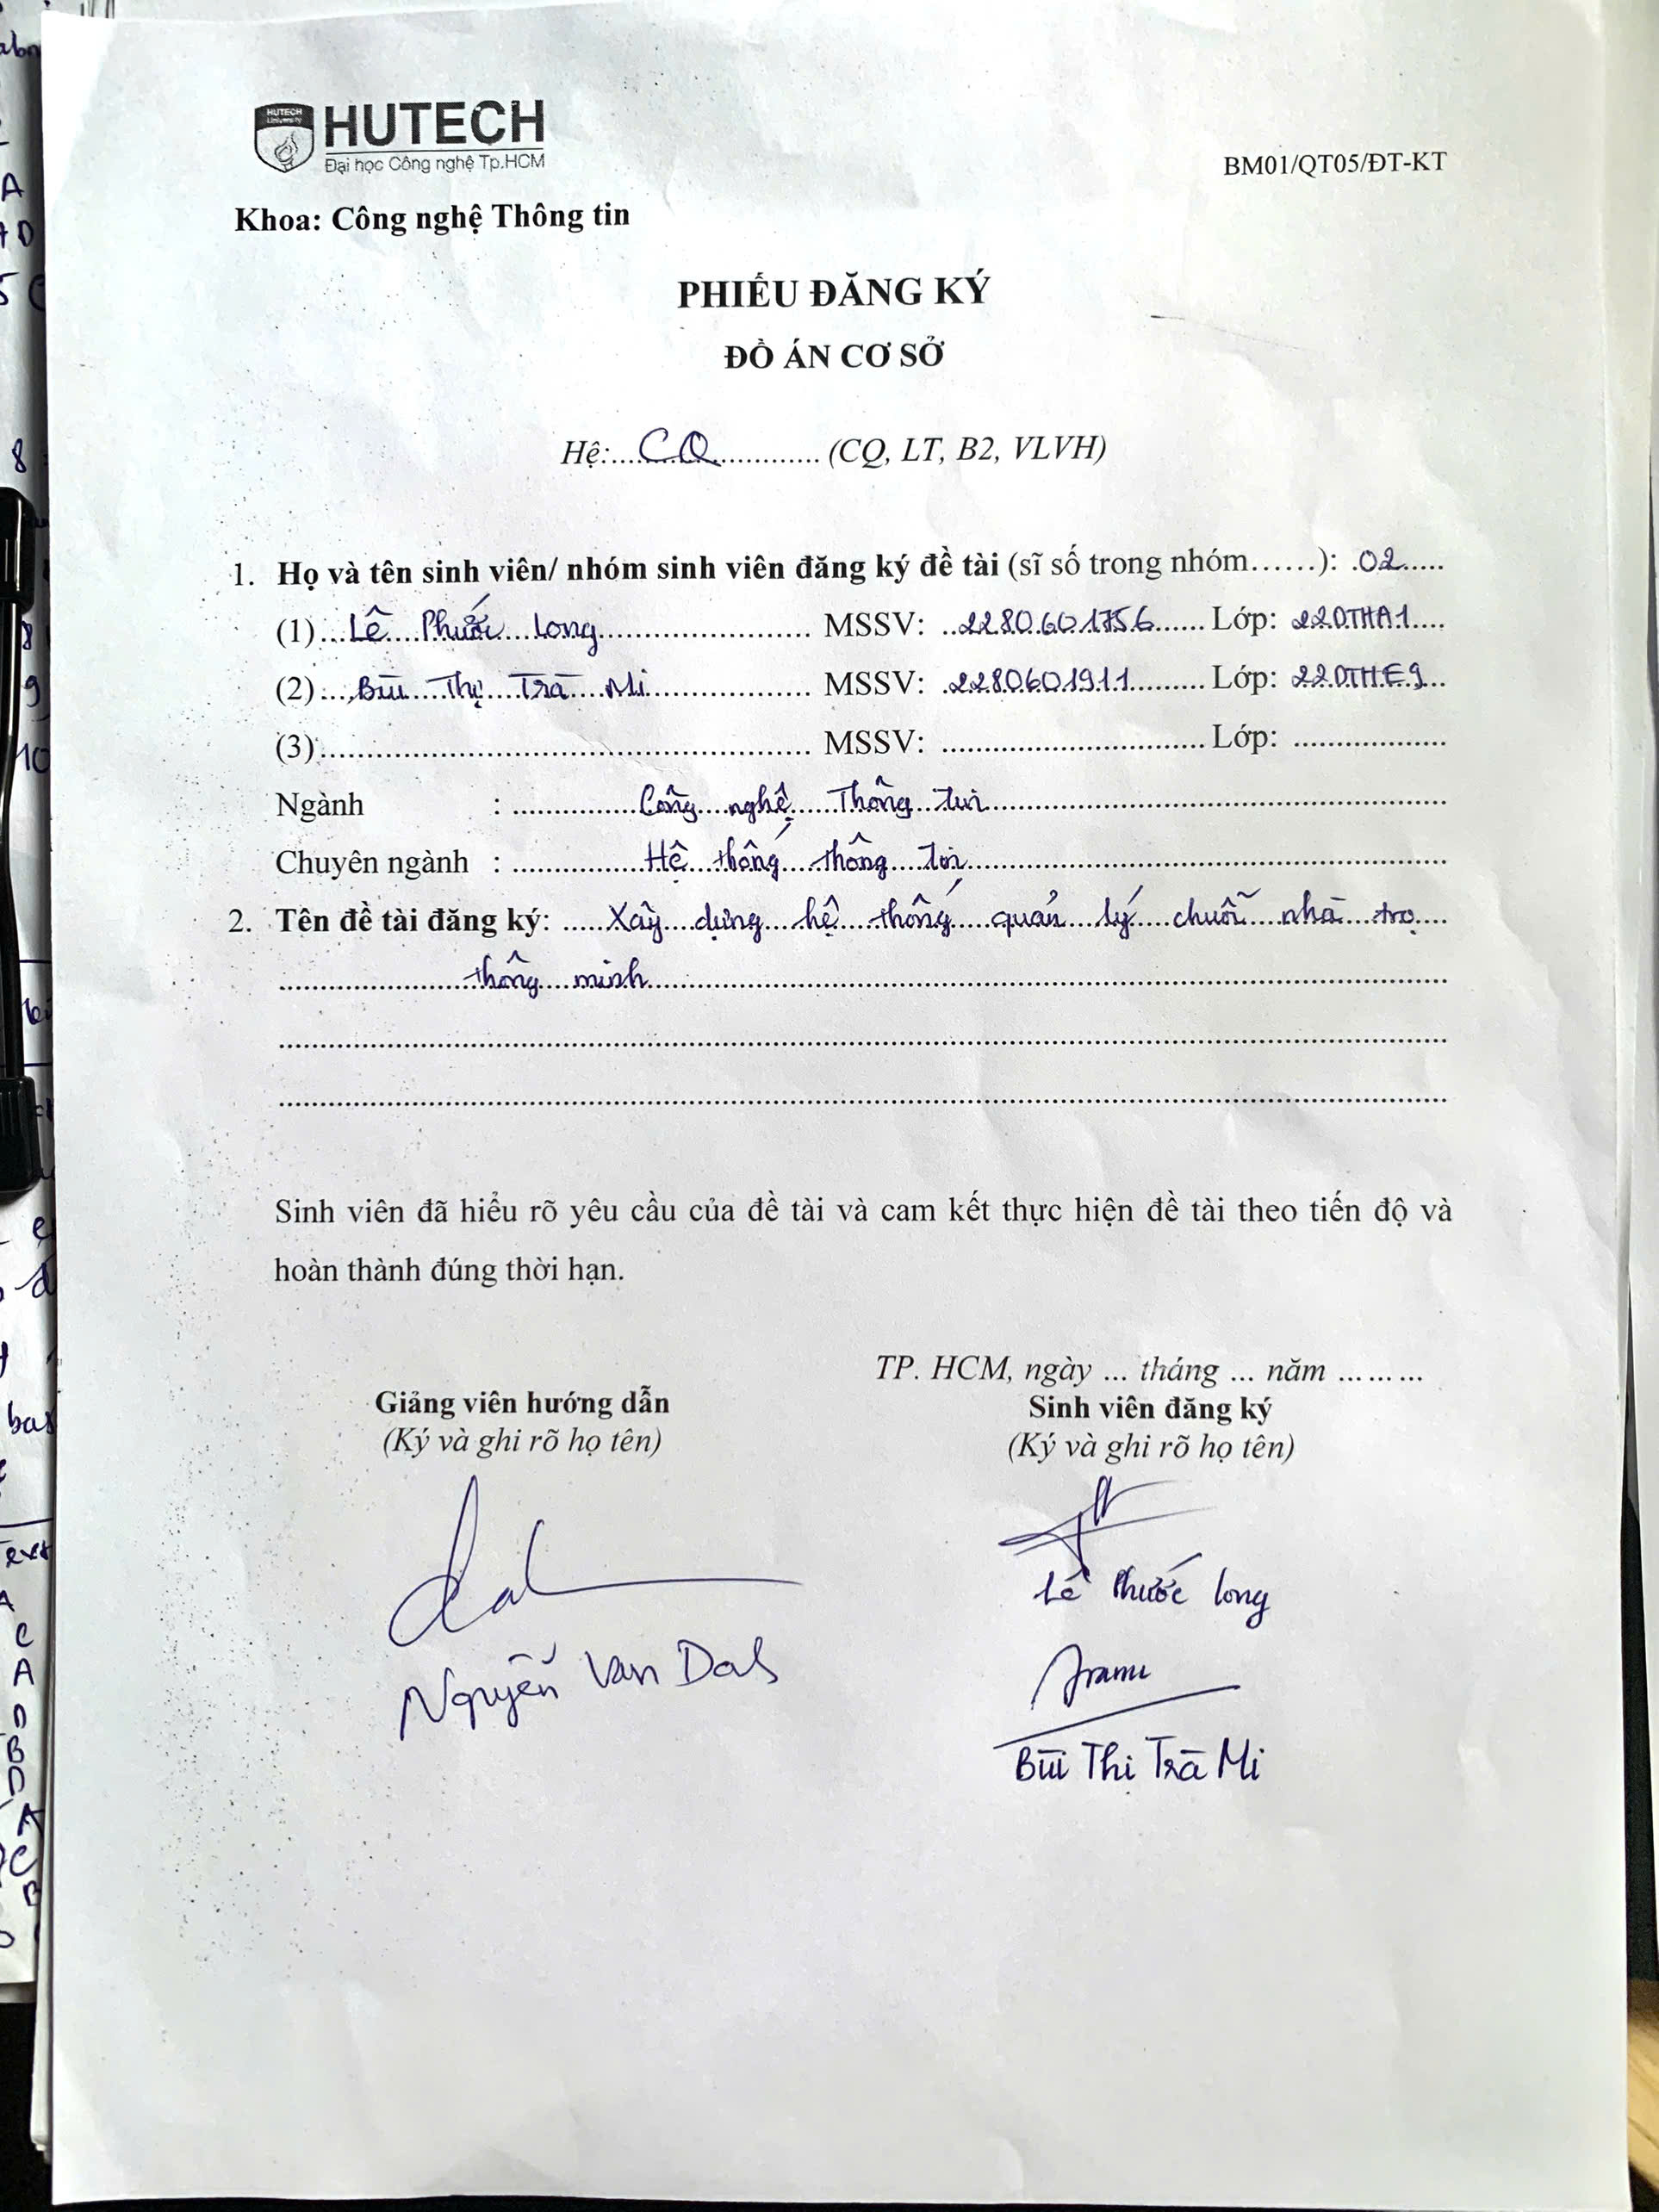 HUTECH
University
HUTECH
Đại học Công nghệ Tp.HCM
BM01/QT05/ĐT-KT
Khoa: Công nghệ Thông tin
PHIẾU ĐĂNG KÝ
ĐỒ ÁN CƠ SỞ
Hệ:....CQ.............. (CQ, LT, B2, VLVH)
1. Họ và tên sinh viên/ nhóm sinh viên đăng ký đề tài (sĩ số trong nhóm……): .02.....
(1)...Lê....Phước....Long.......................... MSSV: ..2280601756...... Lớp: 22DTHA1....
(2)....Bùi....Thị....Trà....Mi.................... MSSV: .2280601911......... Lớp: 22DTHE9...
(3)............................................................ MSSV: ................................. Lớp: ...................
Ngành : ...............Công....nghệ....Thông....tin.......................................................
Chuyên ngành : ...............Hệ....thống....thông....tin.......................................................
2. Tên đề tài đăng ký: .....Xây....dựng....hệ....thống....quản....lý....chuỗi....nhà....trọ....
......................thông....minh..................................................................................
................................................................................................................
................................................................................................................
Sinh viên đã hiểu rõ yêu cầu của đề tài và cam kết thực hiện đề tài theo tiến độ và
hoàn thành đúng thời hạn.
TP. HCM, ngày ... tháng ... năm ………
Giảng viên hướng dẫn
(Ký và ghi rõ họ tên)
Sinh viên đăng ký
(Ký và ghi rõ họ tên)
Lê Phước Long
Nguyễn Van
Bùi Thị Trà Mi